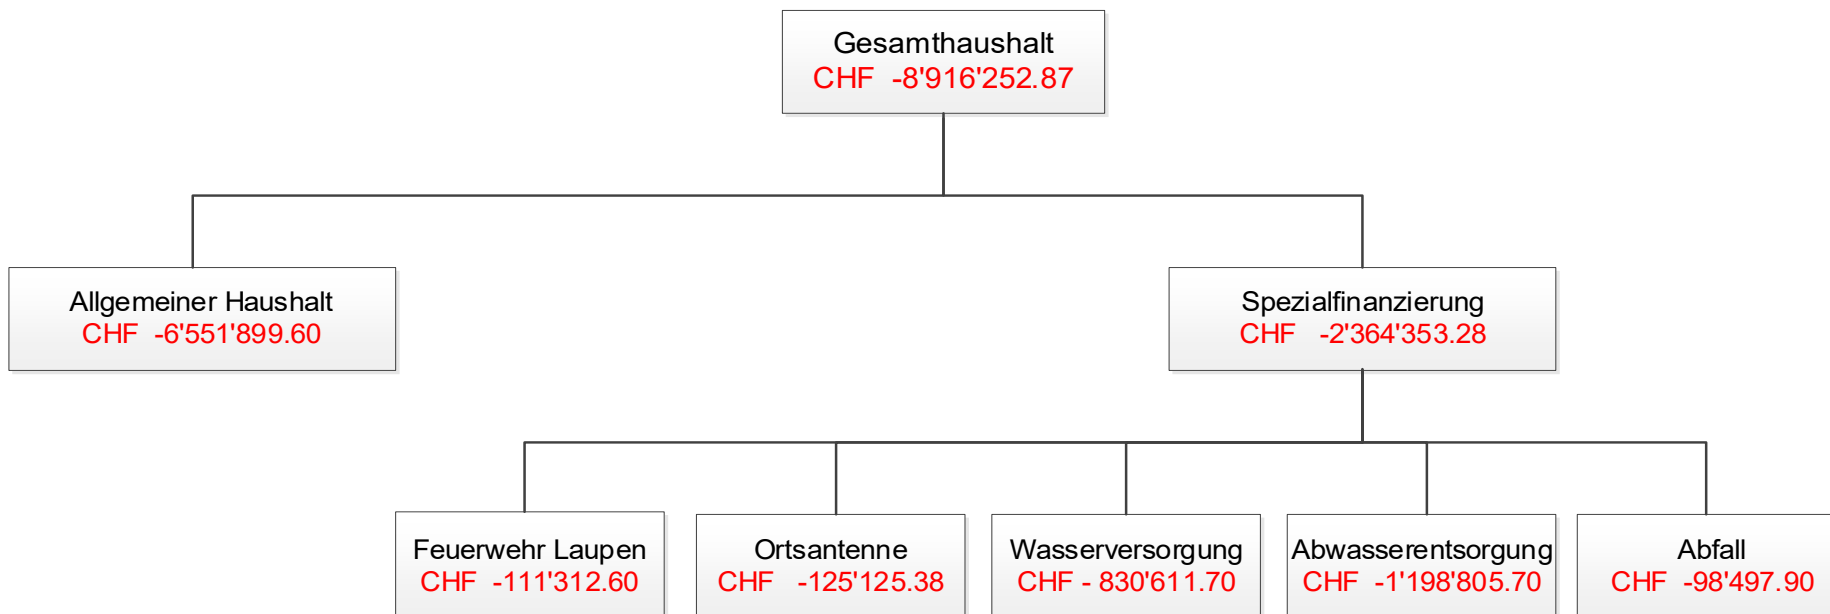 Gesamthaushalt
CHF -8'916'252.87
Allgemeiner Haushalt
CHF -6'551'899.60
Spezialfinanzierung
CHF -2'364'353.28
Feuerwehr Laupen
CHF -111'312.60
Ortsantenne
CHF -125'125.38
Wasserversorgung
CHF - 830'611.70
Abwasserentsorgung
CHF -1'198'805.70
Abfall
CHF -98'497.90